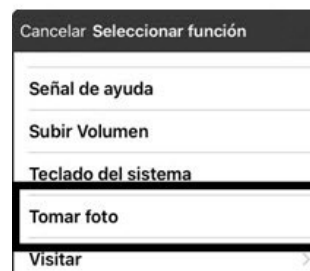 Cancelar Seleccionar función
Señal de ayuda
Subir Volumen
Teclado del sistema
Tomar foto
Visitar